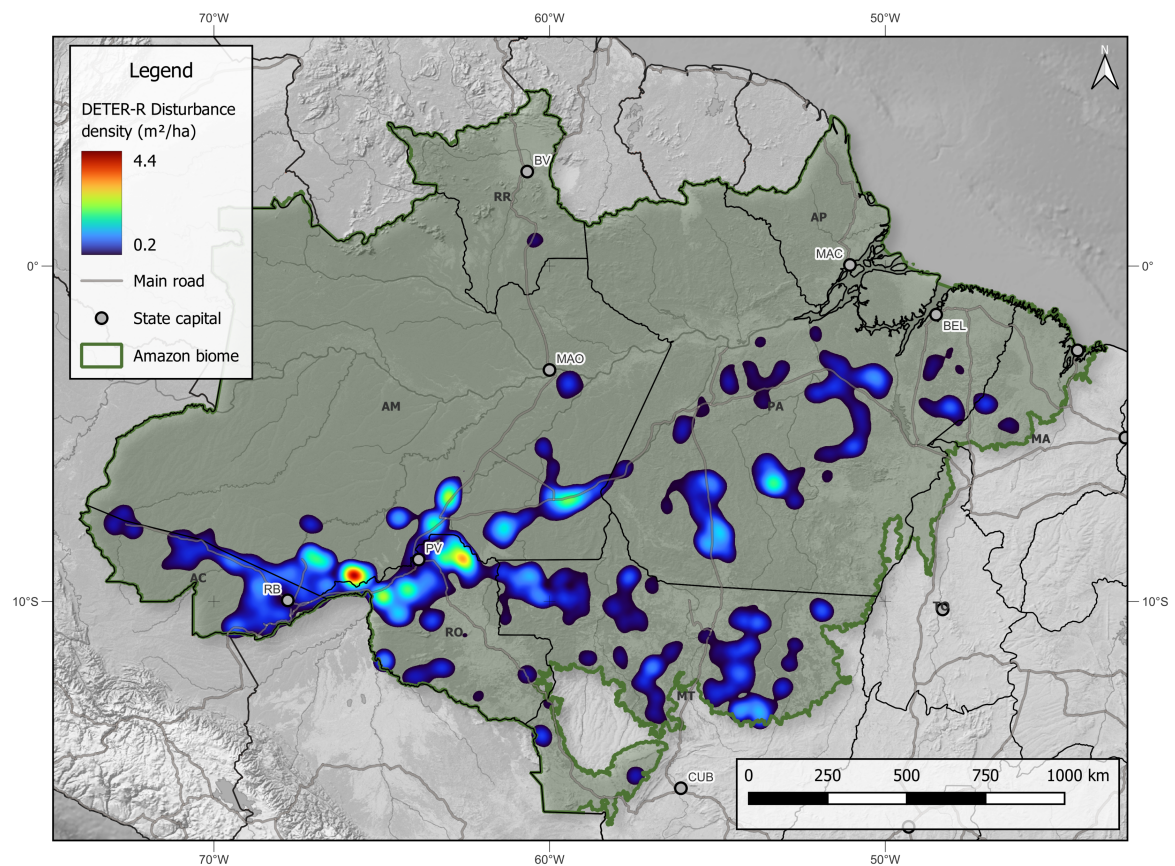 70°W
60°W
50°W
Legend
DETER-R Disturbance
density (m²/ha)
4.4
0.2
Main road
State capital
Amazon biome
N
BV
RR
AP
MAC
0°
0°
BEL
MAO
AM
PA
MA
PV
AC
RB
10°S
10°S
TO
RO
MT
CUB
0
250
500
750
1000 km
70°W
60°W
50°W